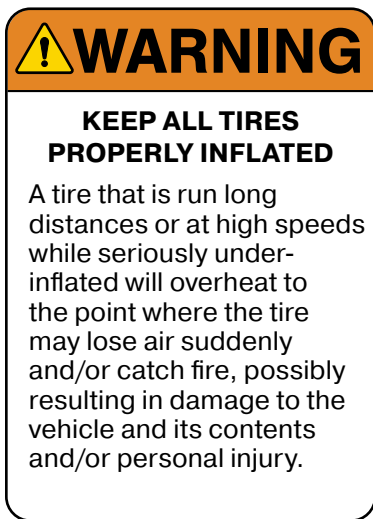 WARNING
KEEP ALL TIRES
PROPERLY INFLATED
A tire that is run long
distances or at high speeds
while seriously under-
inflated will overheat to
the point where the tire
may lose air suddenly
and/or catch fire, possibly
resulting in damage to the
vehicle and its contents
and/or personal injury.